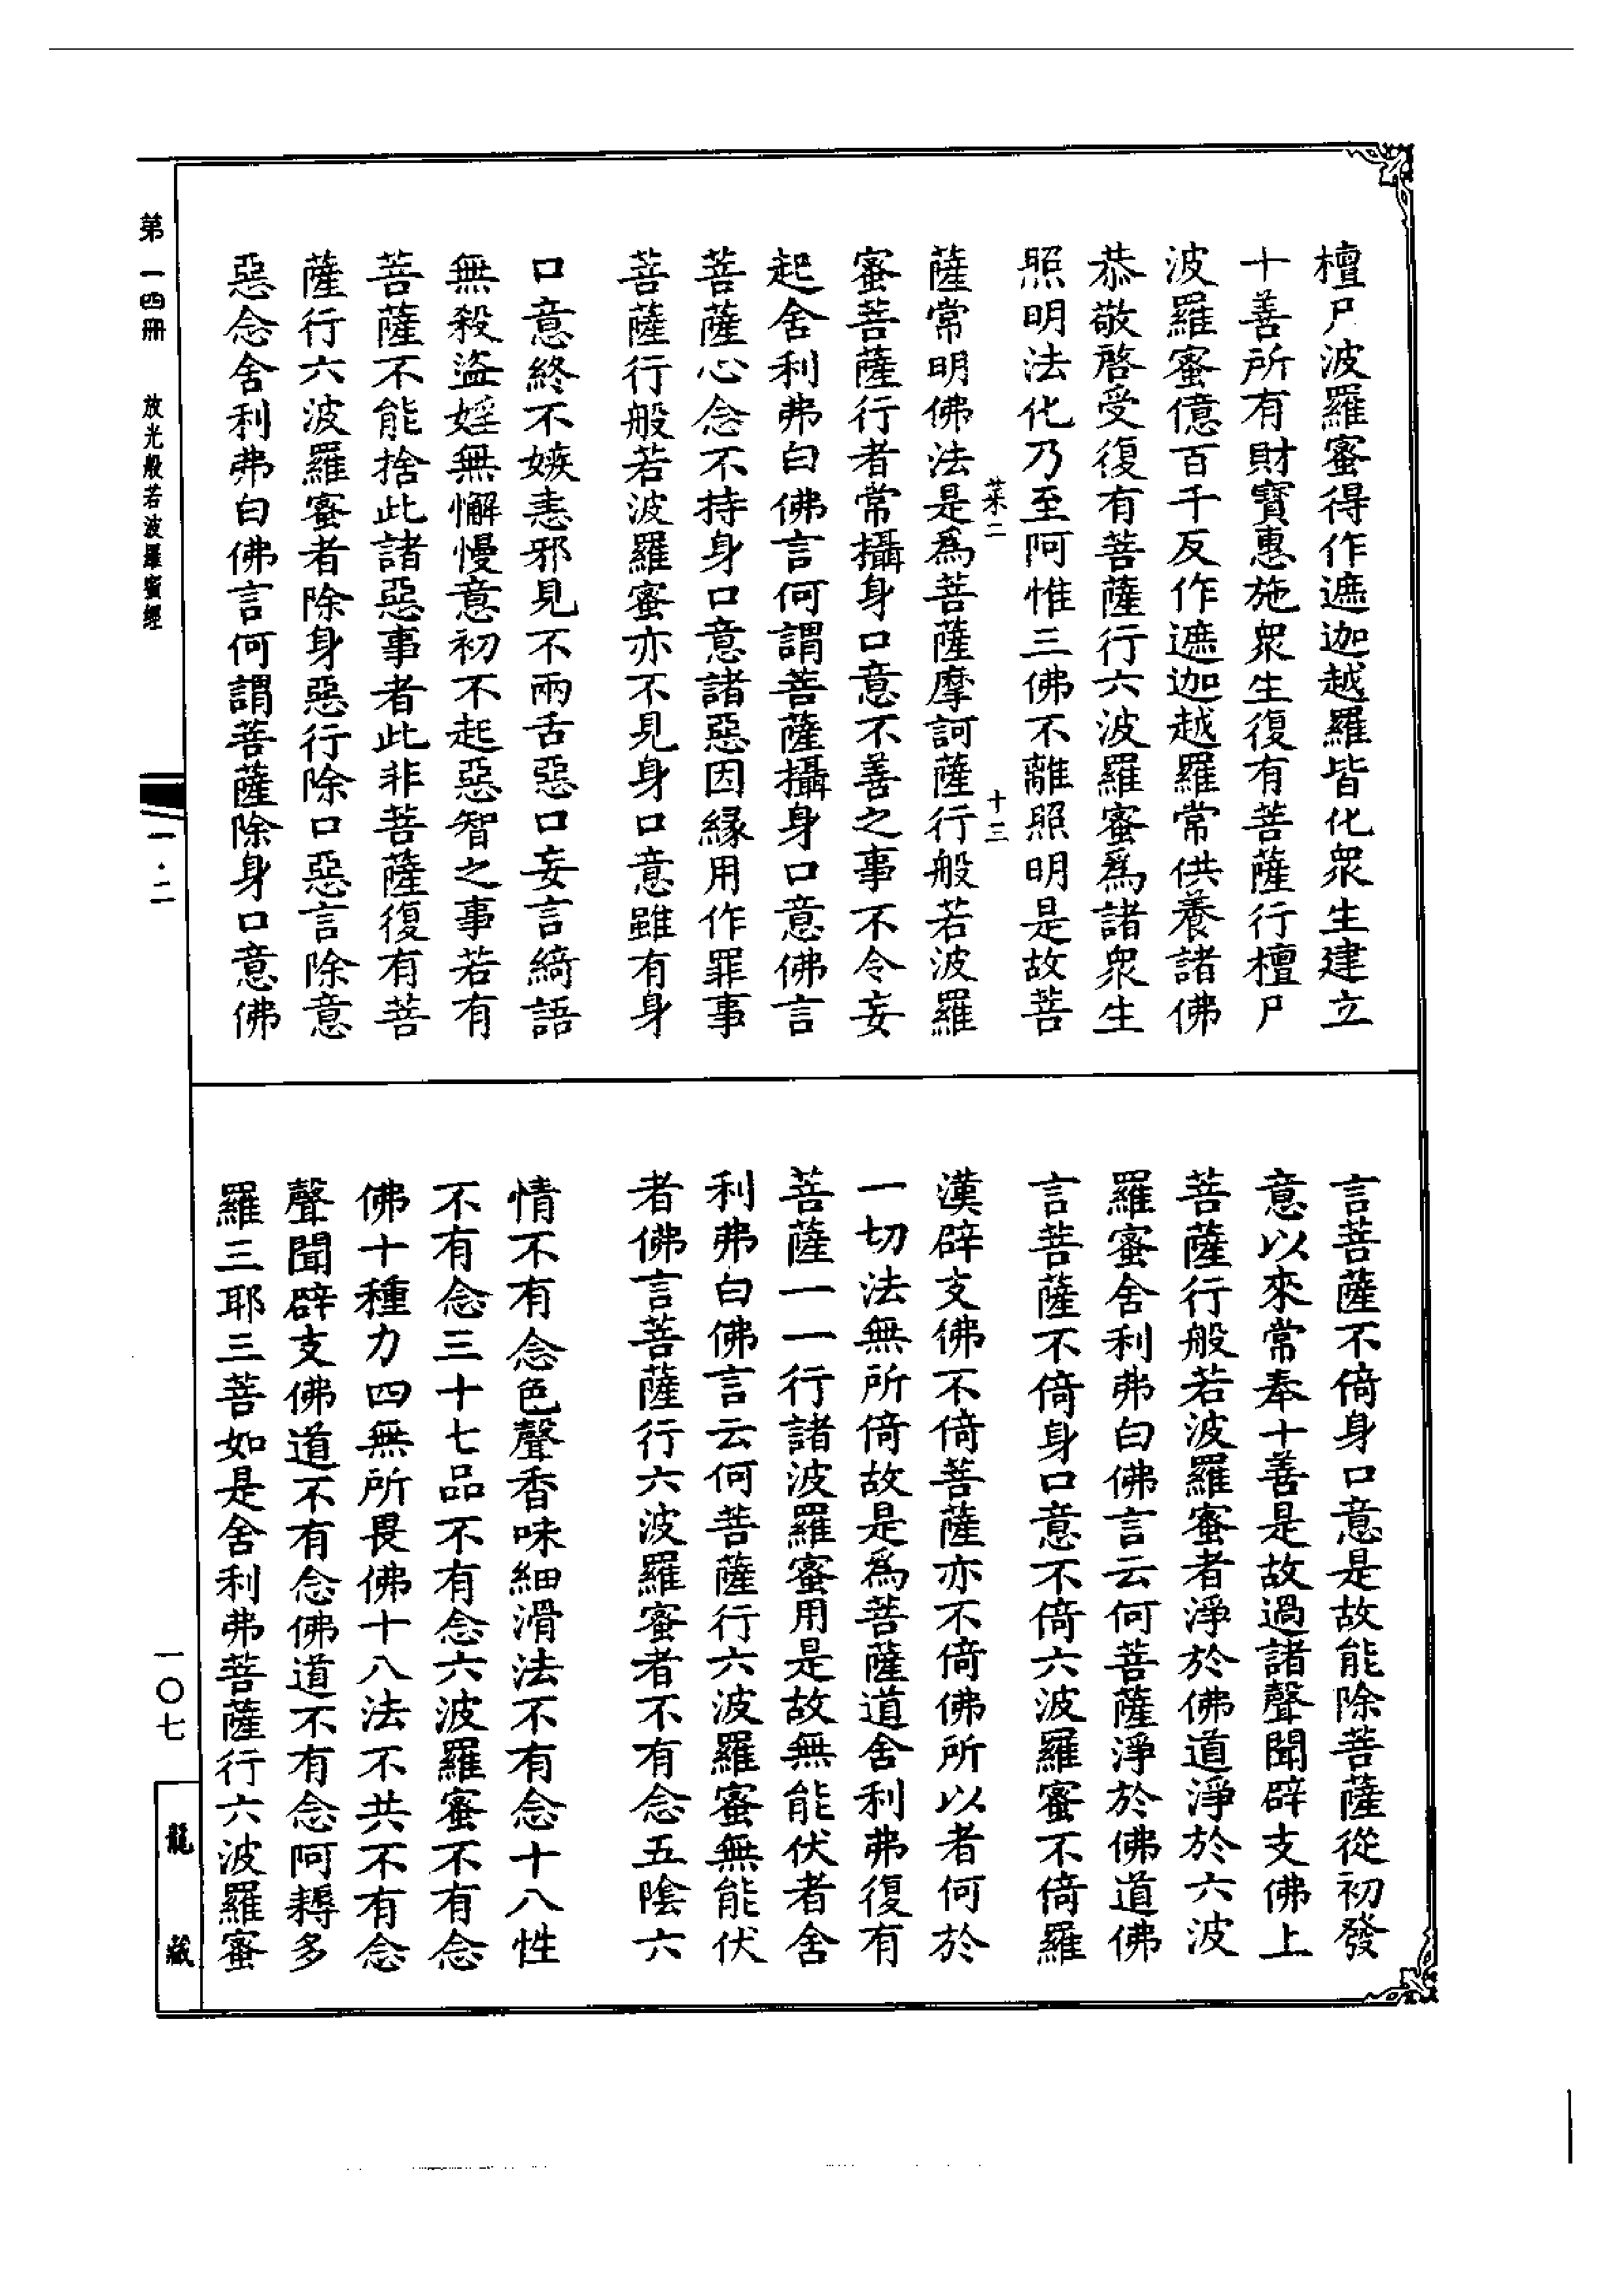 檀尸波羅蜜得作遮迦越羅皆化衆生建立
十善所有財寶惠施衆生復有菩薩行檀尸
波羅蜜億百千反作遮迦越羅常供養諸佛
恭敬啓受復有菩薩行六波羅蜜爲諸衆生
照明法化乃至阿惟三佛不離照明是故菩
菜二 十三
薩常明佛法是爲菩薩摩訶薩行般若波羅
蜜菩薩行者常攝身口意不善之事不令妄
起舍利弗白佛言何謂菩薩攝身口意佛言
菩薩心念不持身口意諸惡因緣用作罪事
菩薩行般若波羅蜜亦不見身口意雖有身
口意終不嫉恚邪見不兩舌惡口妄言綺語
無殺盜婬無懈慢意初不起惡智之事若有
菩薩不能捨此諸惡事者此非菩薩復有菩
薩行六波羅蜜者除身惡行除口惡言除意
惡念舍利弗白佛言何謂菩薩除身口意佛
言菩薩不倚身口意是故能除菩薩從初發
意以來常奉十善是故過諸聲聞辟支佛上
菩薩行般若波羅蜜者淨於佛道淨於六波
羅蜜舍利弗白佛言云何菩薩淨於佛道佛
言菩薩不倚身口意不倚六波羅蜜不倚羅
漢辟支佛不倚菩薩亦不倚佛所以者何於
一切法無所倚故是爲菩薩道舍利弗復有
菩薩一一行諸波羅蜜用是故無能伏者舍
利弗白佛言云何菩薩行六波羅蜜無能伏
者佛言菩薩行六波羅蜜者不有念五陰六
情不有念色聲香味細滑法不有念十八性
不有念三十七品不有念六波羅蜜不有念
佛十種力四無所畏佛十八法不共不有念
聲聞辟支佛道不有念佛道不有念阿耨多
羅三耶三菩如是舍利弗菩薩行六波羅蜜
第一四冊 放光般若波羅蜜經
一·二
一〇七
龍藏